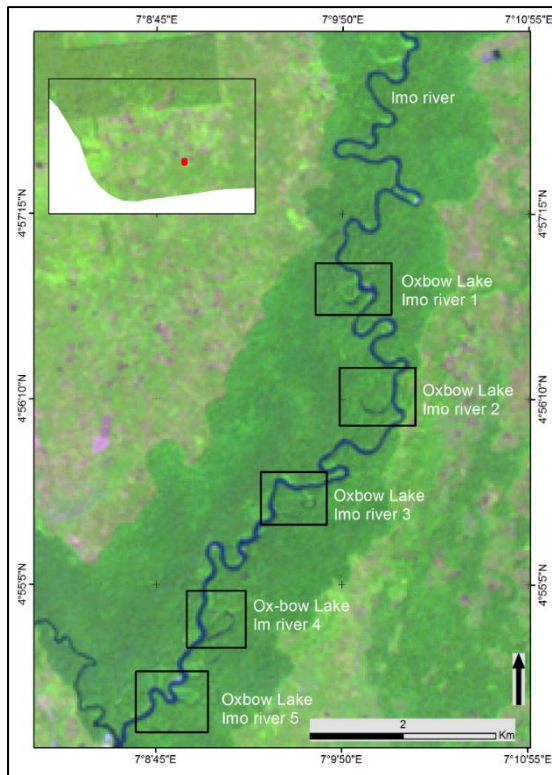 7°8'45"E 7°9'50"E 7°10'55"E
Imo river
4°57'15"N 4°57'15"N
Oxbow Lake
Imo river 1
4°56'10"N 4°56'10"N
Oxbow Lake
Imo river 2
Oxbow Lake
Imo river 3
4°55'5"N 4°55'5"N
Ox-bow Lake
Im river 4
Oxbow Lake
Imo river 5
2
Km
7°8'45"E 7°9'50"E 7°10'55"E